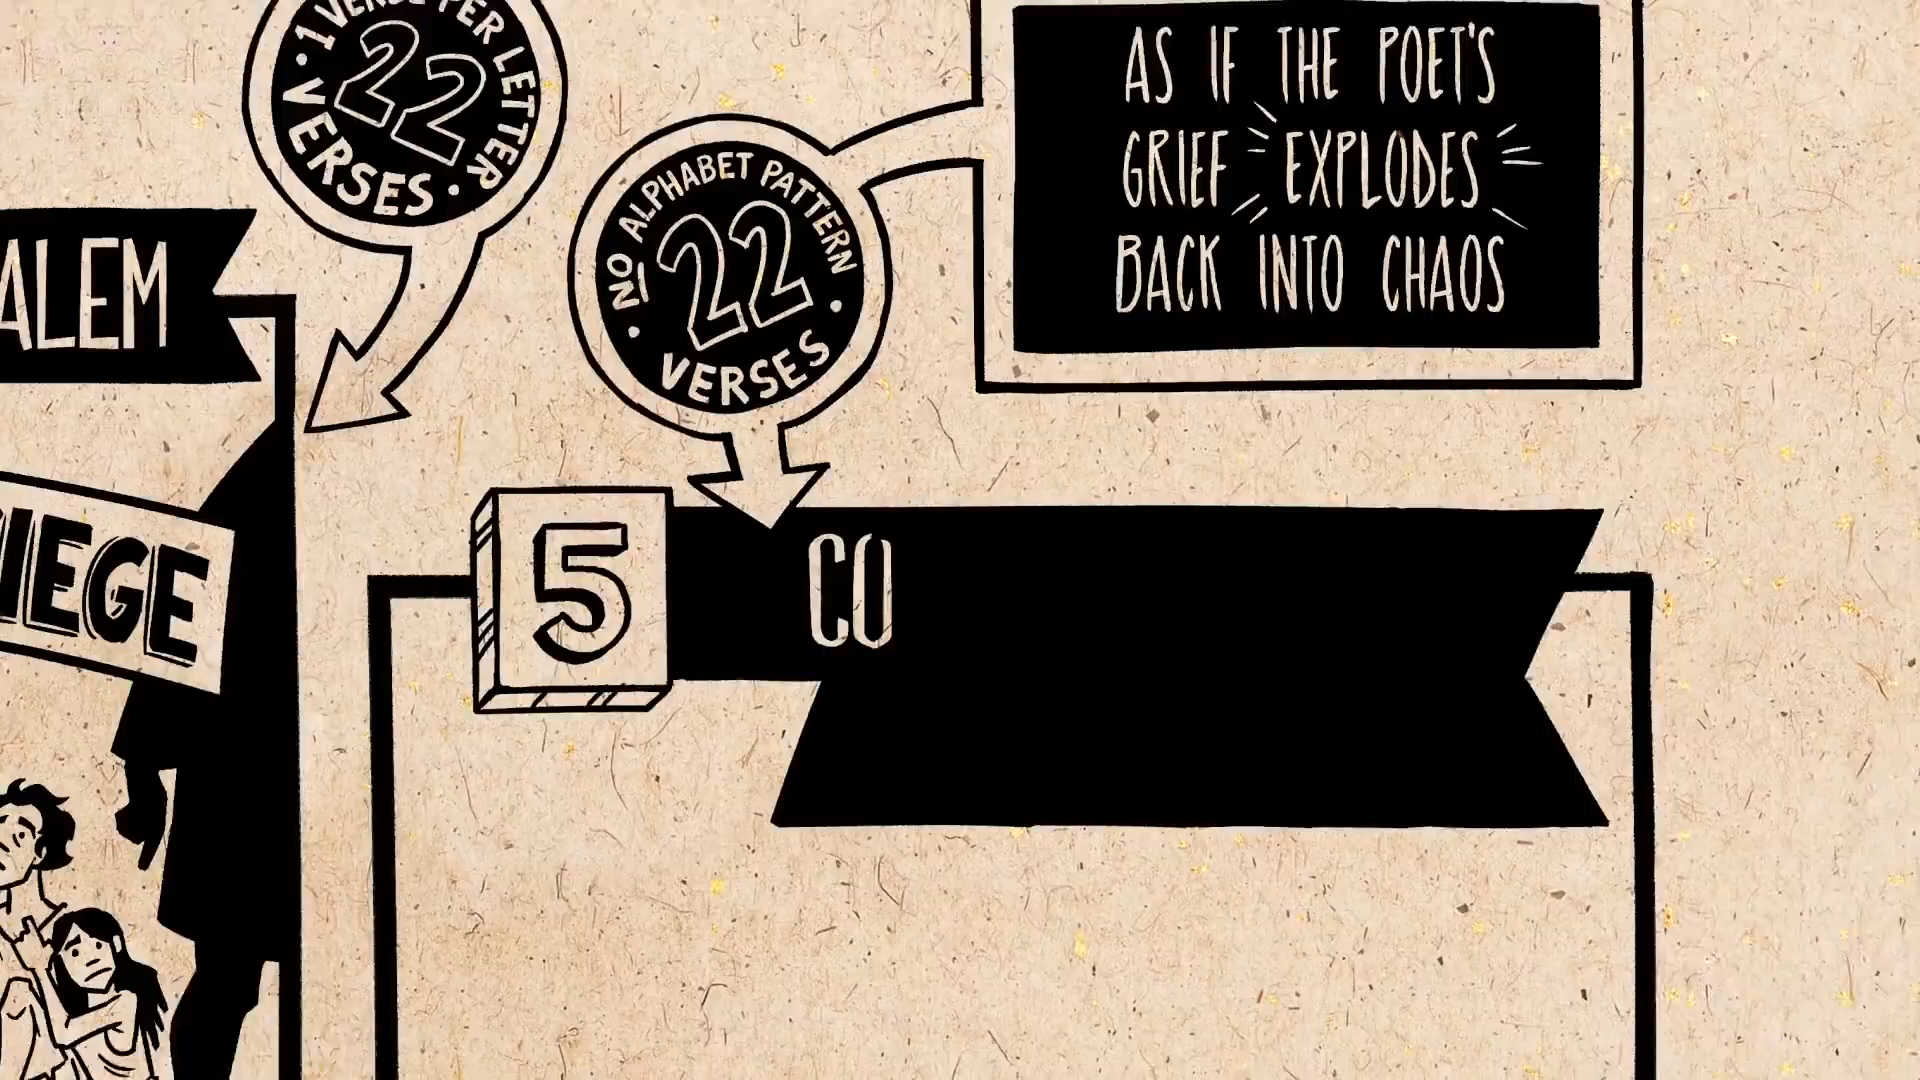 1 VERSE PER LETTER
22
VERSES
NO ALPHABET PATTERN
22
VERSES
AS IF THE POET'S
GRIEF EXPLODES
BACK INTO CHAOS
ALEM
IEGE
5
CO